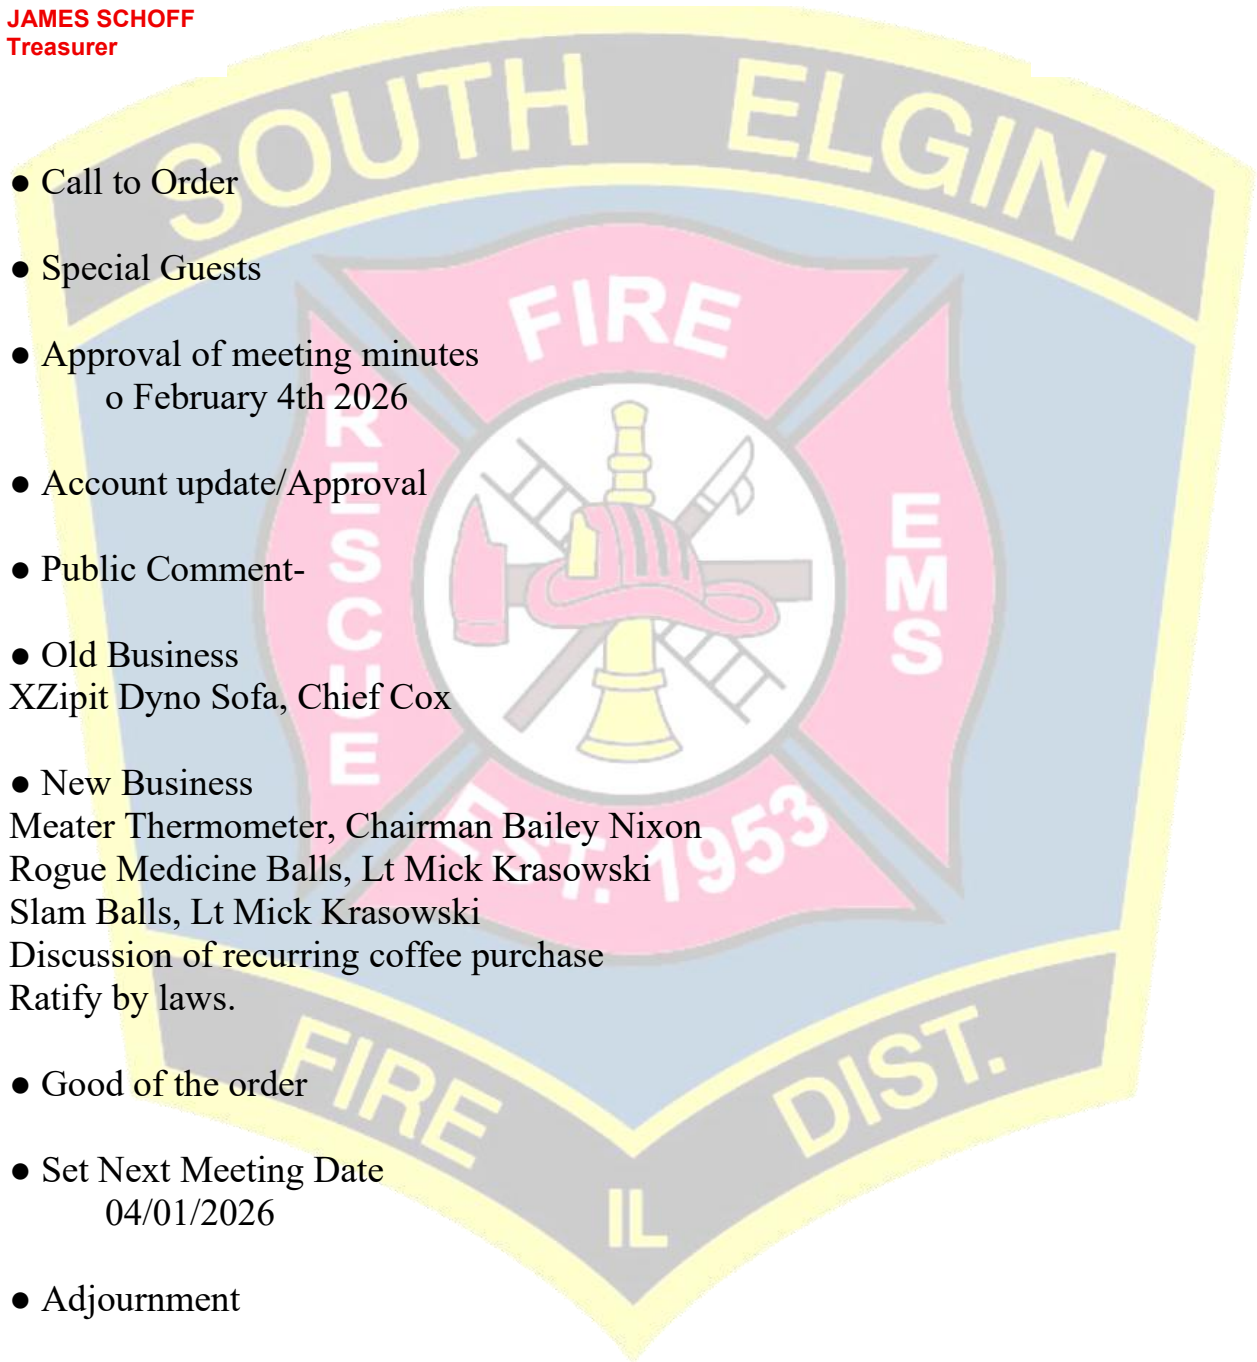 JAMES SCHOFF
Treasurer
SOUTH ELGIN
● Call to Order
● Special Guests
FIRE
● Approval of meeting minutes
o February 4th 2026
RESCUE
● Account update/Approval
EMS
● Public Comment-
● Old Business
XZipit Dyno Sofa, Chief Cox
● New Business
Meater Thermometer, Chairman Bailey Nixon
EST. 1953
Rogue Medicine Balls, Lt Mick Krasowski
Slam Balls, Lt Mick Krasowski
Discussion of recurring coffee purchase
Ratify by laws.
FIRE DIST.
● Good of the order
● Set Next Meeting Date
04/01/2026
IL
● Adjournment